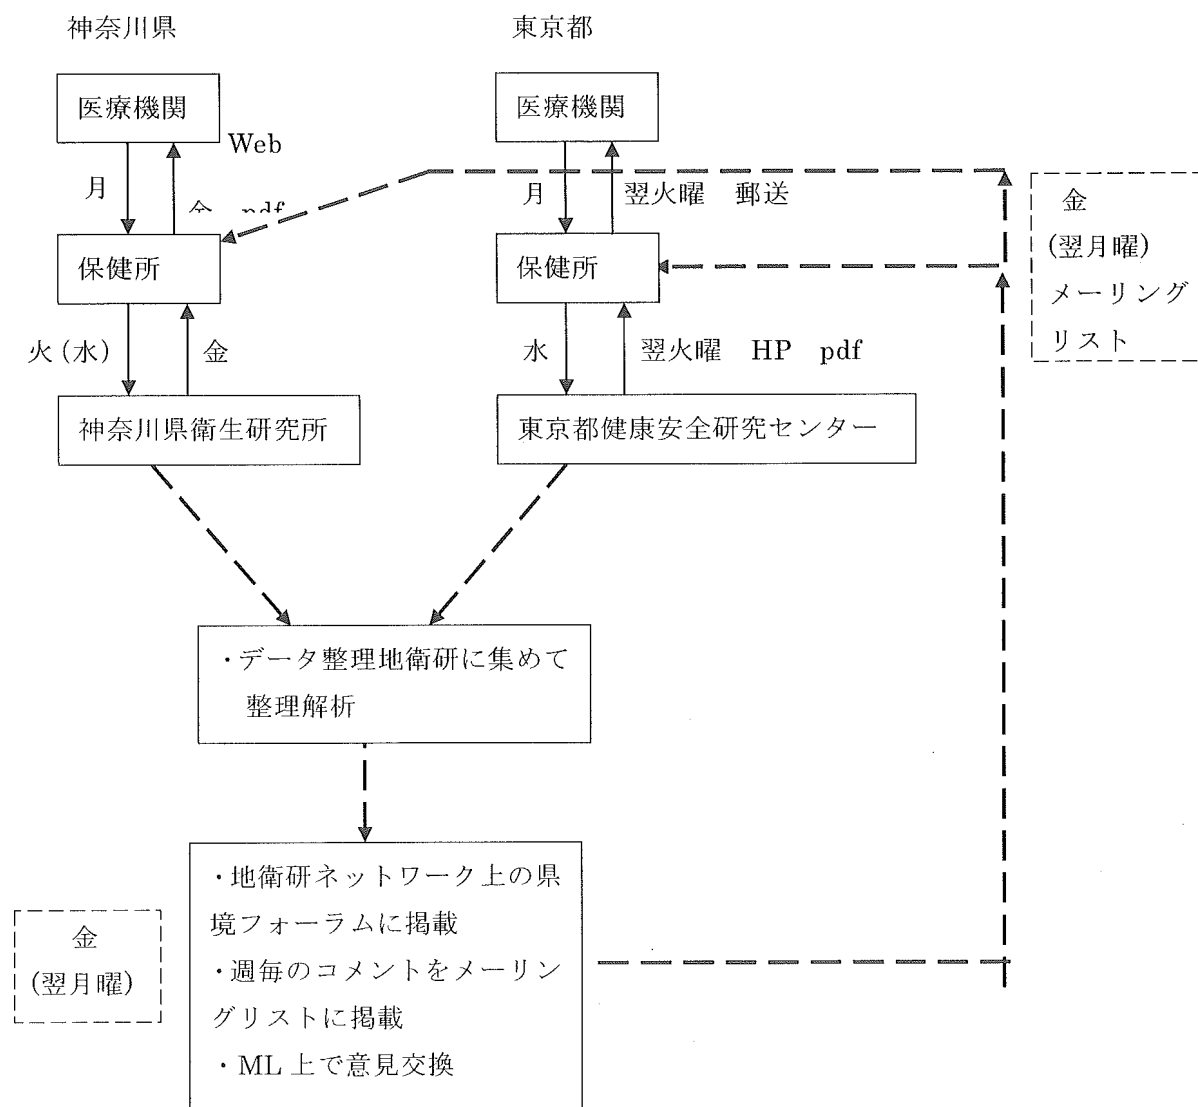 神奈川県
東京都
医療機関
医療機関
Web
月
金 pdf
月
翌火曜 郵送
保健所
保健所
火(水)
金
水
翌火曜 HP pdf
神奈川県衛生研究所
東京都健康安全研究センター
金
(翌月曜)
メーリング
リスト
・データ整理地衛研に集めて
整理解析
・地衛研ネットワーク上の県
境フォーラムに掲載
・週毎のコメントをメーリン
グリストに掲載
・ML 上で意見交換
金
(翌月曜)